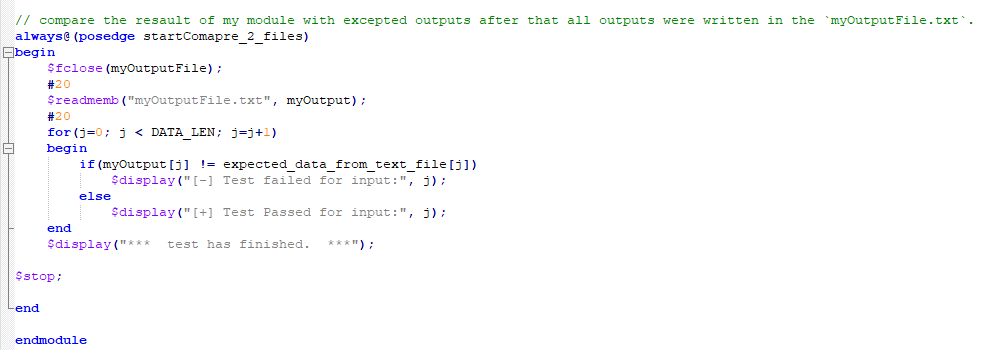 // compare the resault of my module with excepted outputs after that all outputs were written in the `myOutputFile.txt`.
always@(posedge startComapre_2_files)
begin
$fclose(myOutputFile);
#20
$readmemb("myOutputFile.txt", myOutput);
#20
for(j=0; j < DATA_LEN; j=j+1)
begin
if(myOutput[j] != expected_data_from_text_file[j])
$display("[-] Test failed for input:", j);
else
$display("[+] Test Passed for input:", j);
end
$display("***  test has finished.  ***");
$stop;
end
endmodule